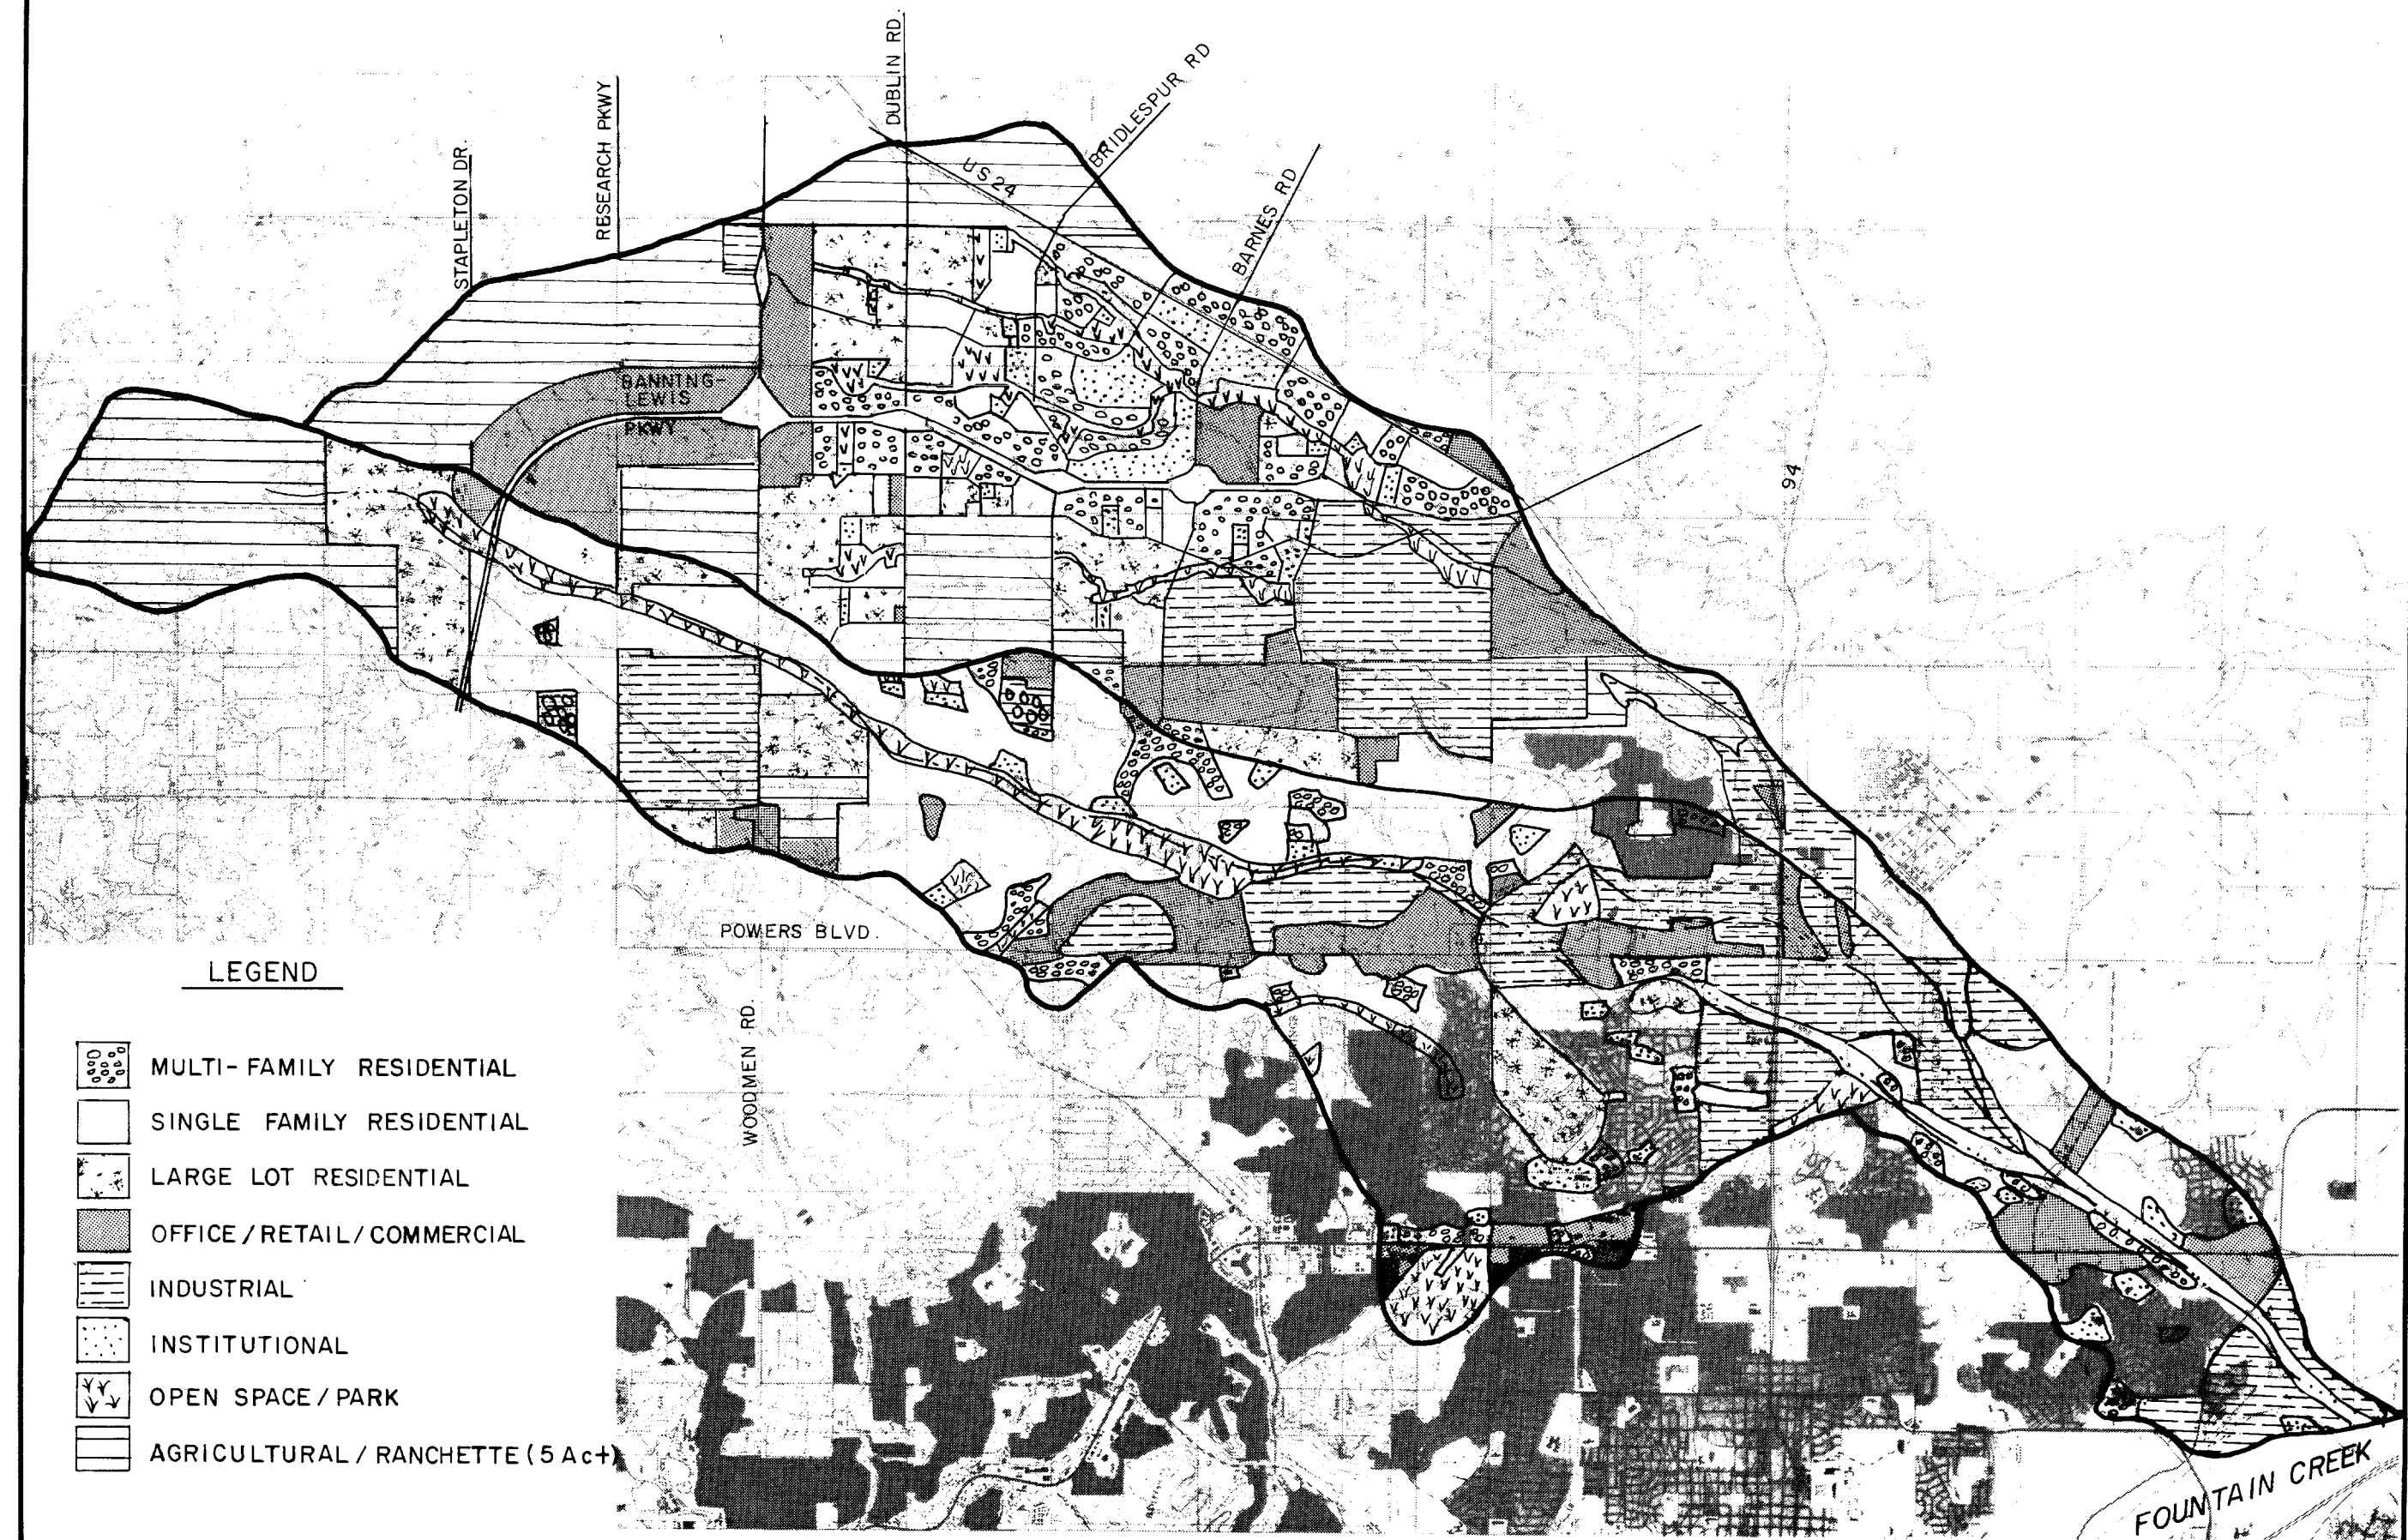 STAPLETON DR.
RESEARCH PKWY
DUBLIN RD.
BRIDLESPUR RD
US 24
BARNES RD
94
BANNING-
LEWIS
PKWY
POWERS BLVD.
WOODMEN RD.
LEGEND
MULTI-FAMILY RESIDENTIAL
SINGLE FAMILY RESIDENTIAL
LARGE LOT RESIDENTIAL
OFFICE/RETAIL/COMMERCIAL
INDUSTRIAL
INSTITUTIONAL
OPEN SPACE/PARK
AGRICULTURAL/RANCHETTE (5 Ac+)
FOUNTAIN CREEK